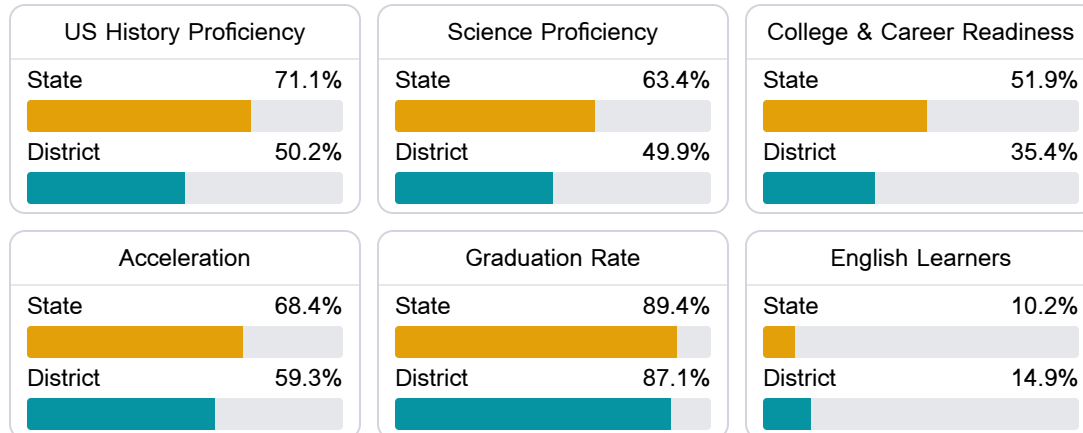 US History Proficiency
State 71.1%
District 50.2%
Science Proficiency
State 63.4%
District 49.9%
College & Career Readiness
State 51.9%
District 35.4%
Acceleration
State 68.4%
District 59.3%
Graduation Rate
State 89.4%
District 87.1%
English Learners
State 10.2%
District 14.9%